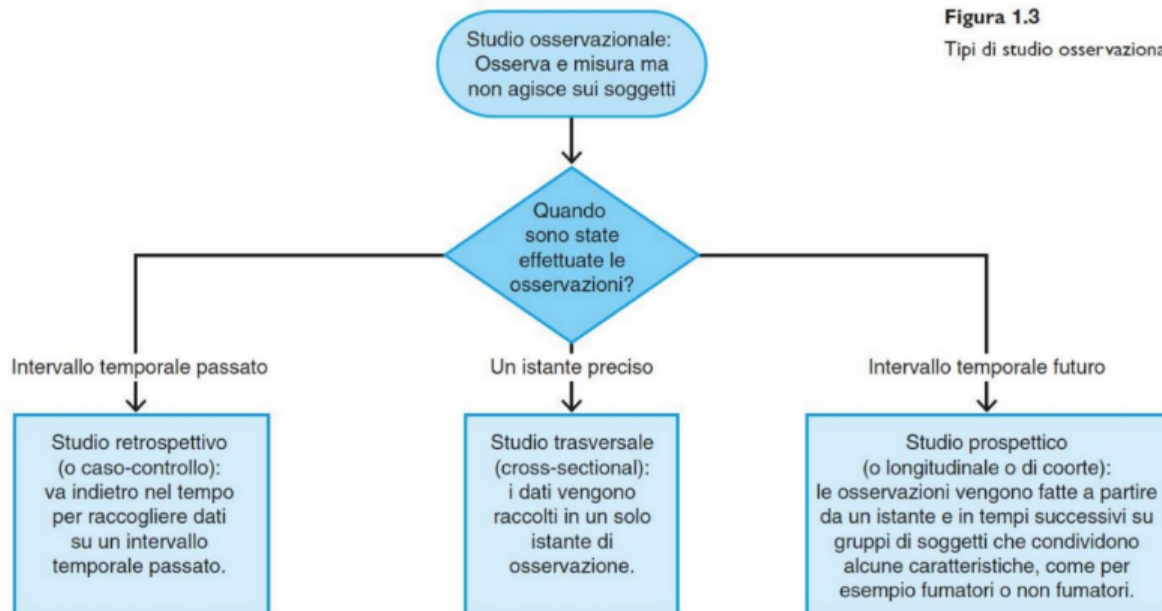 Figura 1.3
Tipi di studio osservaziona
Studio osservazionale:
Osserva e misura ma
non agisce sui soggetti
Quando
sono state
effettuate le
osservazioni?
Intervallo temporale passato
Un istante preciso
Intervallo temporale futuro
Studio retrospettivo
(o caso-controllo):
va indietro nel tempo
per raccogliere dati
su un intervallo
temporale passato.
Studio trasversale
(cross-sectional):
i dati vengono
raccolti in un solo
istante di
osservazione.
Studio prospettico
(o longitudinale o di coorte):
le osservazioni vengono fatte a partire
da un istante e in tempi successivi su
gruppi di soggetti che condividono
alcune caratteristiche, come per
esempio fumatori o non fumatori.